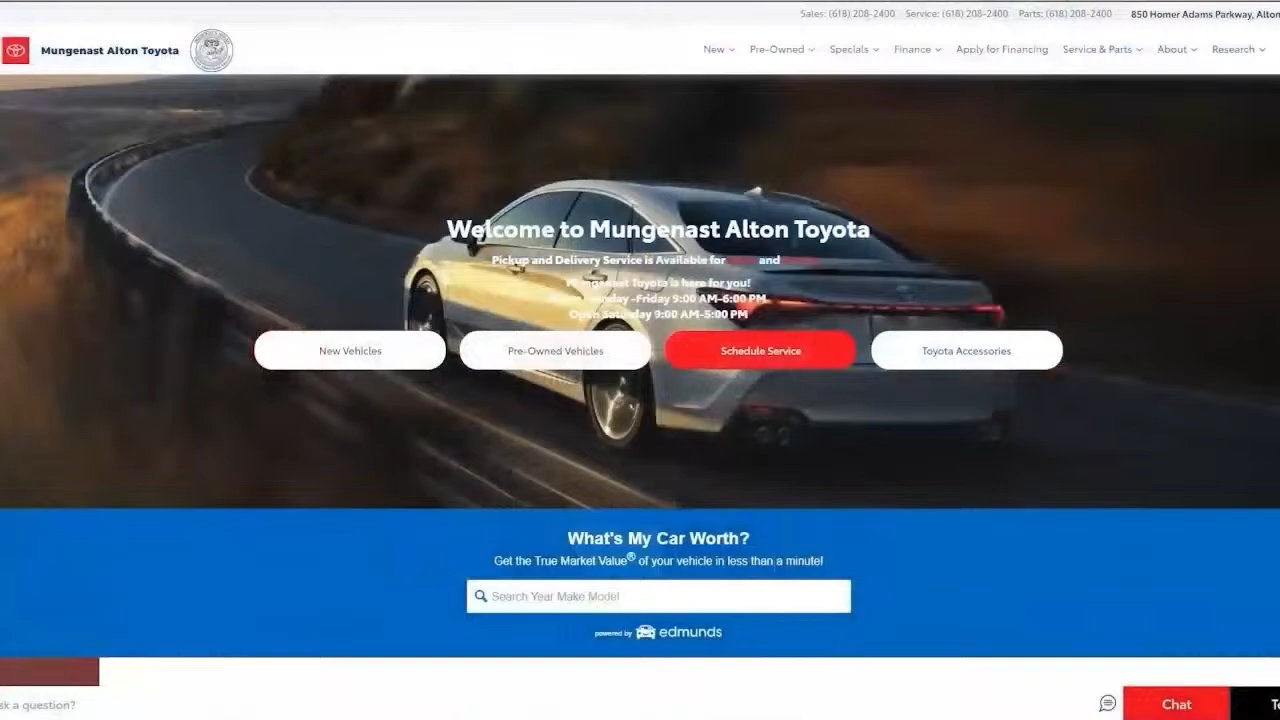 Sales: (618) 208-2400 Service: (618) 208-2400 Parts: (618) 208-2400 850 Homer Adams Parkway, Alton
Mungenast Alton Toyota
New Pre-Owned Specials Finance Apply for Financing Service & Parts About Research
Welcome to Mungenast Alton Toyota
Pickup and Delivery Service is Available for and
Mungenast Toyota is here for you!
-Friday 9:00 AM-6:00 PM
Open Saturday 9:00 AM-5:00 PM
New Vehicles Pre-Owned Vehicles Schedule Service Toyota Accessories
What's My Car Worth?
Get the True Market Value® of your vehicle in less than a minute!
Search Year Make Model
powered by edmunds
sk a question? Chat